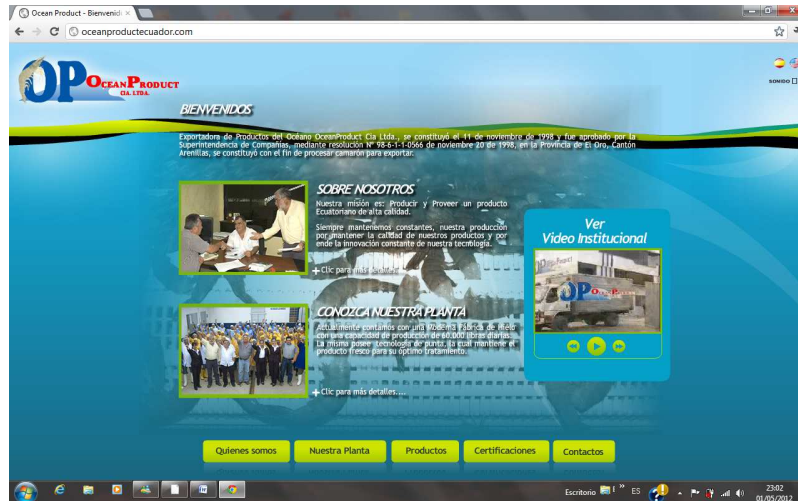 Ocean Product - Bienvenid
oceanproductecuador.com
OP OCEANPRODUCT
CIA. LTDA.
SONIDO
BIENVENIDOS
Exportadora de Productos del Océano OceanProduct Cia Ltda., se constituyó el 11 de noviembre de 1998 y fue aprobado por la
Superintendencia de Compañías, mediante resolución Nº 98-6-1-1-0566 de noviembre 20 de 1998, en la Provincia de El Oro, Cantón
Arenillas, se constituyó con el fin de procesar camarón para exportar.
SOBRE NOSOTROS
Nuestra misión es: Producir y Proveer un producto
Ecuatoriano de alta calidad.
Siempre mantenemos constantes, nuestra producción
por mantener la calidad de nuestros productos y por
ende la innovación constante de nuestra tecnología.
+Clic para más detalles....
Ver
Video Institucional
OP OCEAN PRODUCT
CONOZCA NUESTRA PLANTA
Actualmente contamos con una Moderna Fábrica de hielo
con una capacidad de producción de 60.000 libras diarias.
La misma posee tecnología de punta, la cual mantiene el
producto fresco para su óptimo tratamiento.
+Clic para más detalles....
Quienes somos
Nuestra Planta
Productos
Certificaciones
Contactos
Escritorio
ES
23:02
01/05/2012